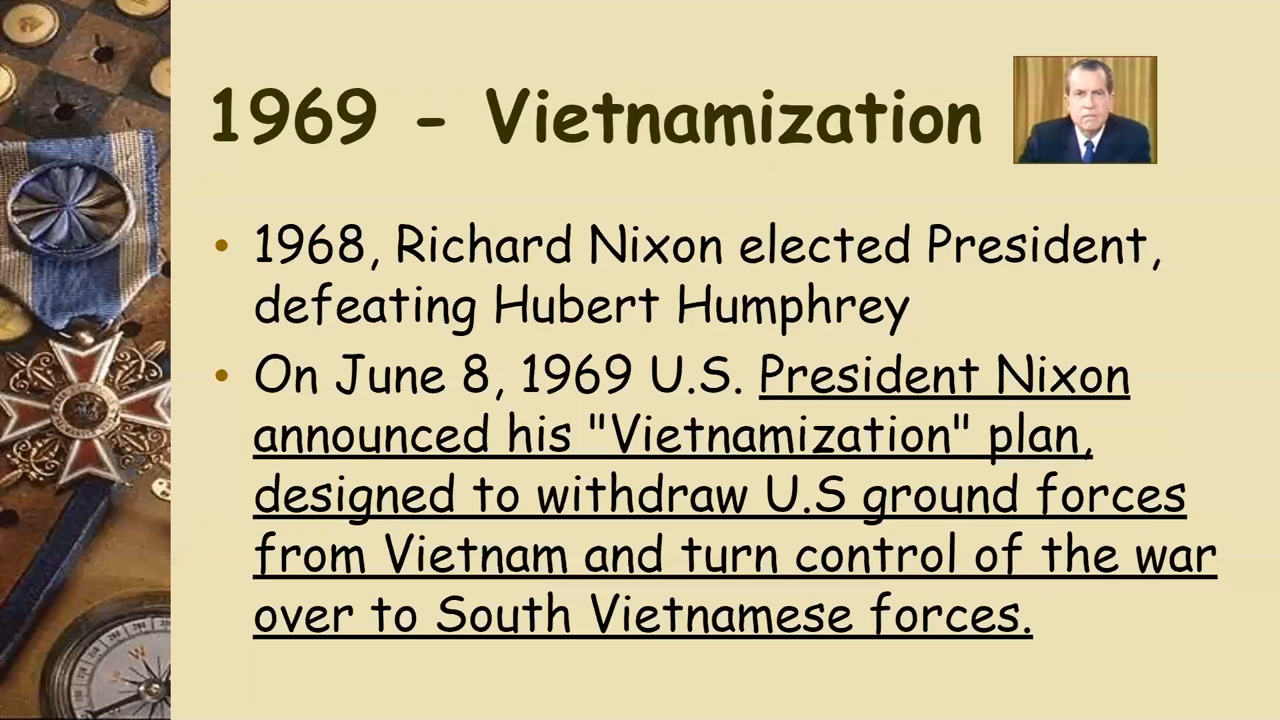 1969 - Vietnamization
• 1968, Richard Nixon elected President,
defeating Hubert Humphrey
• On June 8, 1969 U.S. President Nixon
announced his "Vietnamization" plan,
designed to withdraw U.S ground forces
from Vietnam and turn control of the war
over to South Vietnamese forces.